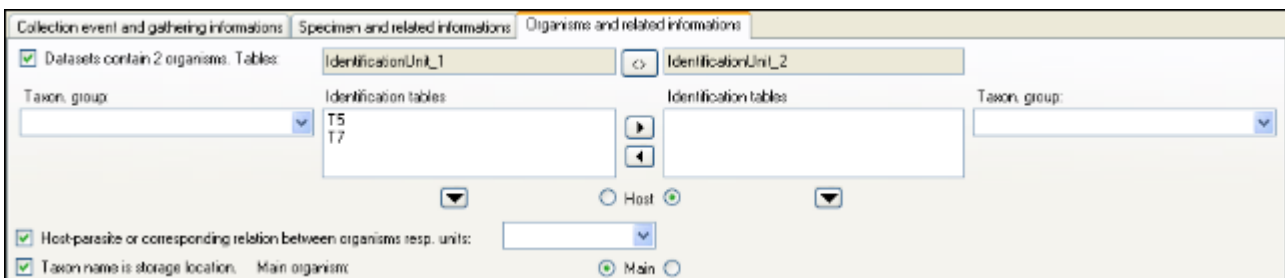 Collection event and gathering informations Specimen and related informations Organisms and related informations
Datasets contain 2 organisms. Tables: IdentificationUnit_1 <> IdentificationUnit_2
Taxon. group: Identification tables Identification tables Taxon. group:
T5
T7
Host
Host-parasite or corresponding relation between organisms resp. units:
Taxon name is storage location. Main organism: Main